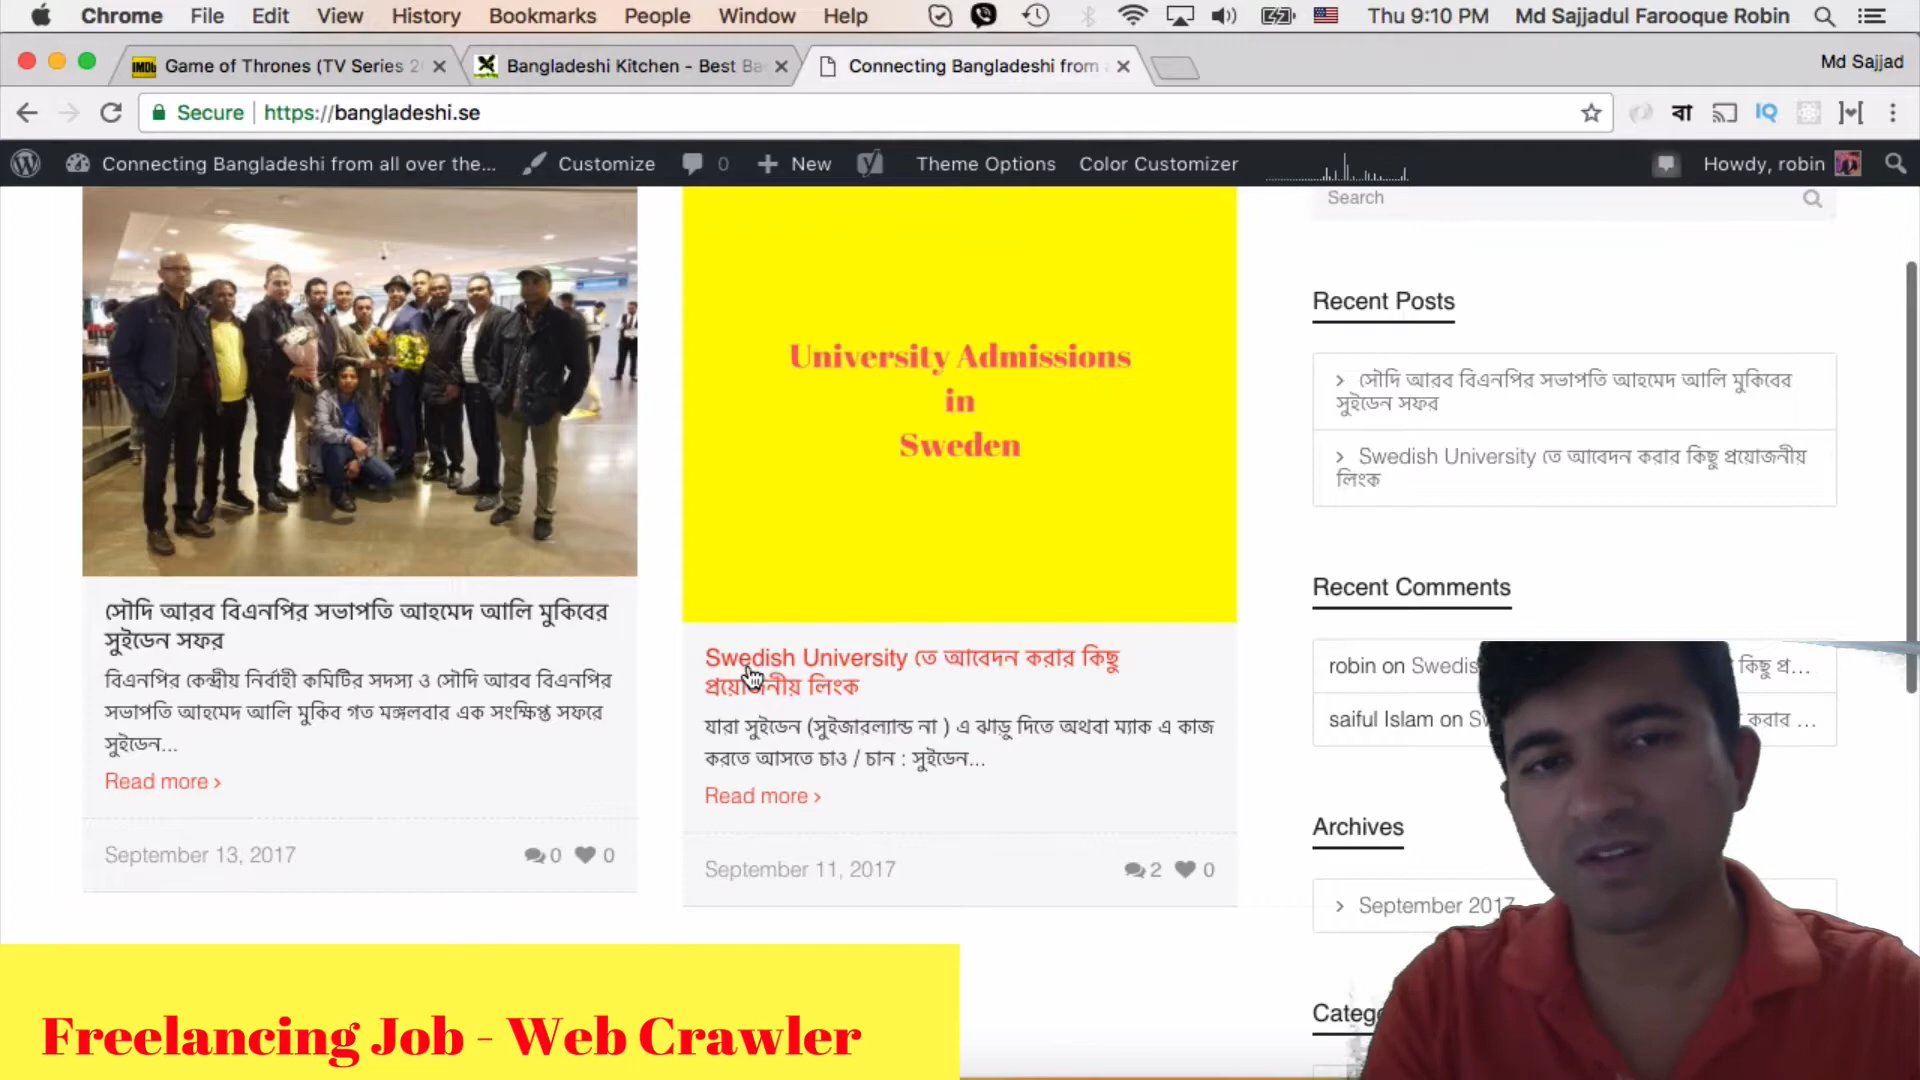 Chrome File Edit View History Bookmarks People Window Help Thu 9:10 PM Md Sajjadul Farooque Robin
IMDb Game of Thrones (TV Series 2 Bangladeshi Kitchen - Best Ba Connecting Bangladeshi from Md Sajjad
Secure https://bangladeshi.se বা IQ
Connecting Bangladeshi from all over the... Customize 0 New Theme Options Color Customizer Howdy, robin
Search
University Admissions
in
Sweden
সৌদি আরব বিএনপির সভাপতি আহমেদ আলি মুকিবের
সুইডেন সফর
বিএনপির কেন্দ্রীয় নির্বাহী কমিটির সদস্য ও সৌদি আরব বিএনপির
সভাপতি আহমেদ আলি মুকিব গত মঙ্গলবার এক সংক্ষিপ্ত সফরে
সুইডেন...
Read more ›
September 13, 2017 0 0
Swedish University তে আবেদন করার কিছু
প্রয়োজনীয় লিংক
যারা সুইডেন (সুইজারল্যান্ড না ) এ ঝাড়ু দিতে অথবা ম্যাক এ কাজ
করতে আসতে চাও / চান : সুইডেন...
Read more ›
September 11, 2017 2 0
Recent Posts
সৌদি আরব বিএনপির সভাপতি আহমেদ আলি মুকিবের
সুইডেন সফর
Swedish University তে আবেদন করার কিছু প্রয়োজনীয়
লিংক
Recent Comments
robin on Swedis কিছু প্র...
saiful Islam on করার ...
Archives
September 2017
Catego
Freelancing Job - Web Crawler